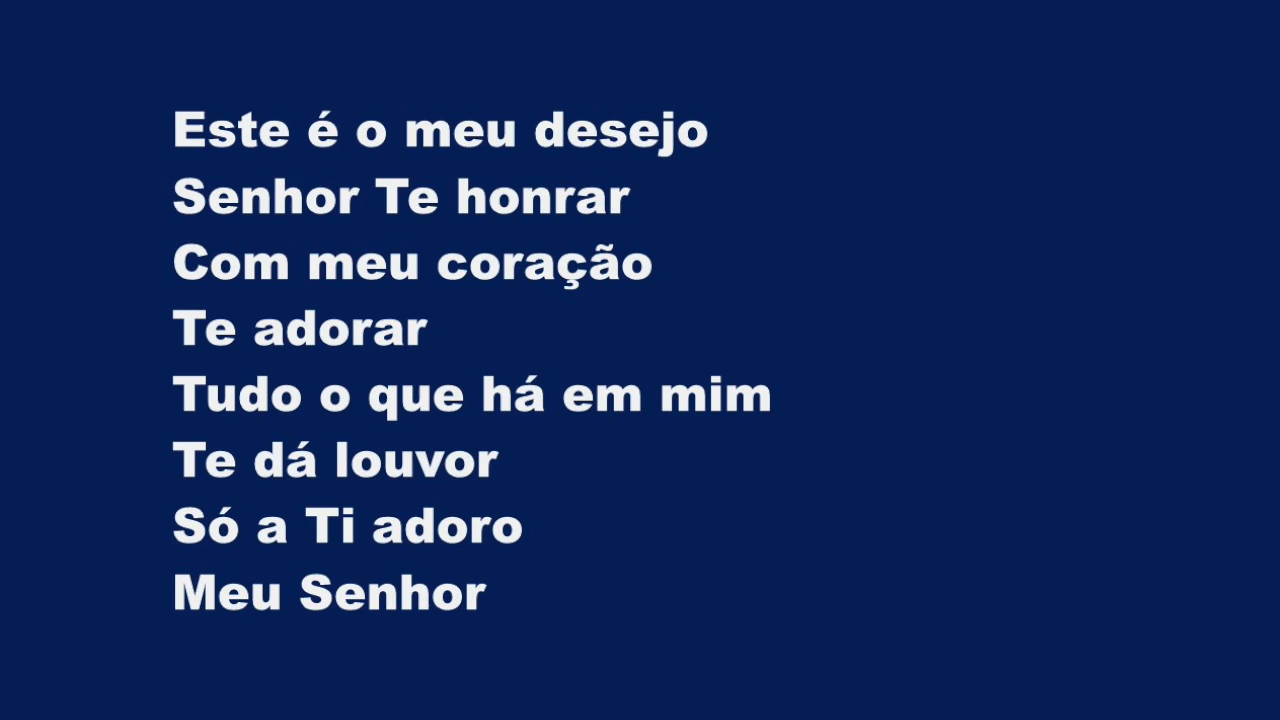 Este é o meu desejo
Senhor Te honrar
Com meu coração
Te adorar
Tudo o que há em mim
Te dá louvor
Só a Ti adoro
Meu Senhor